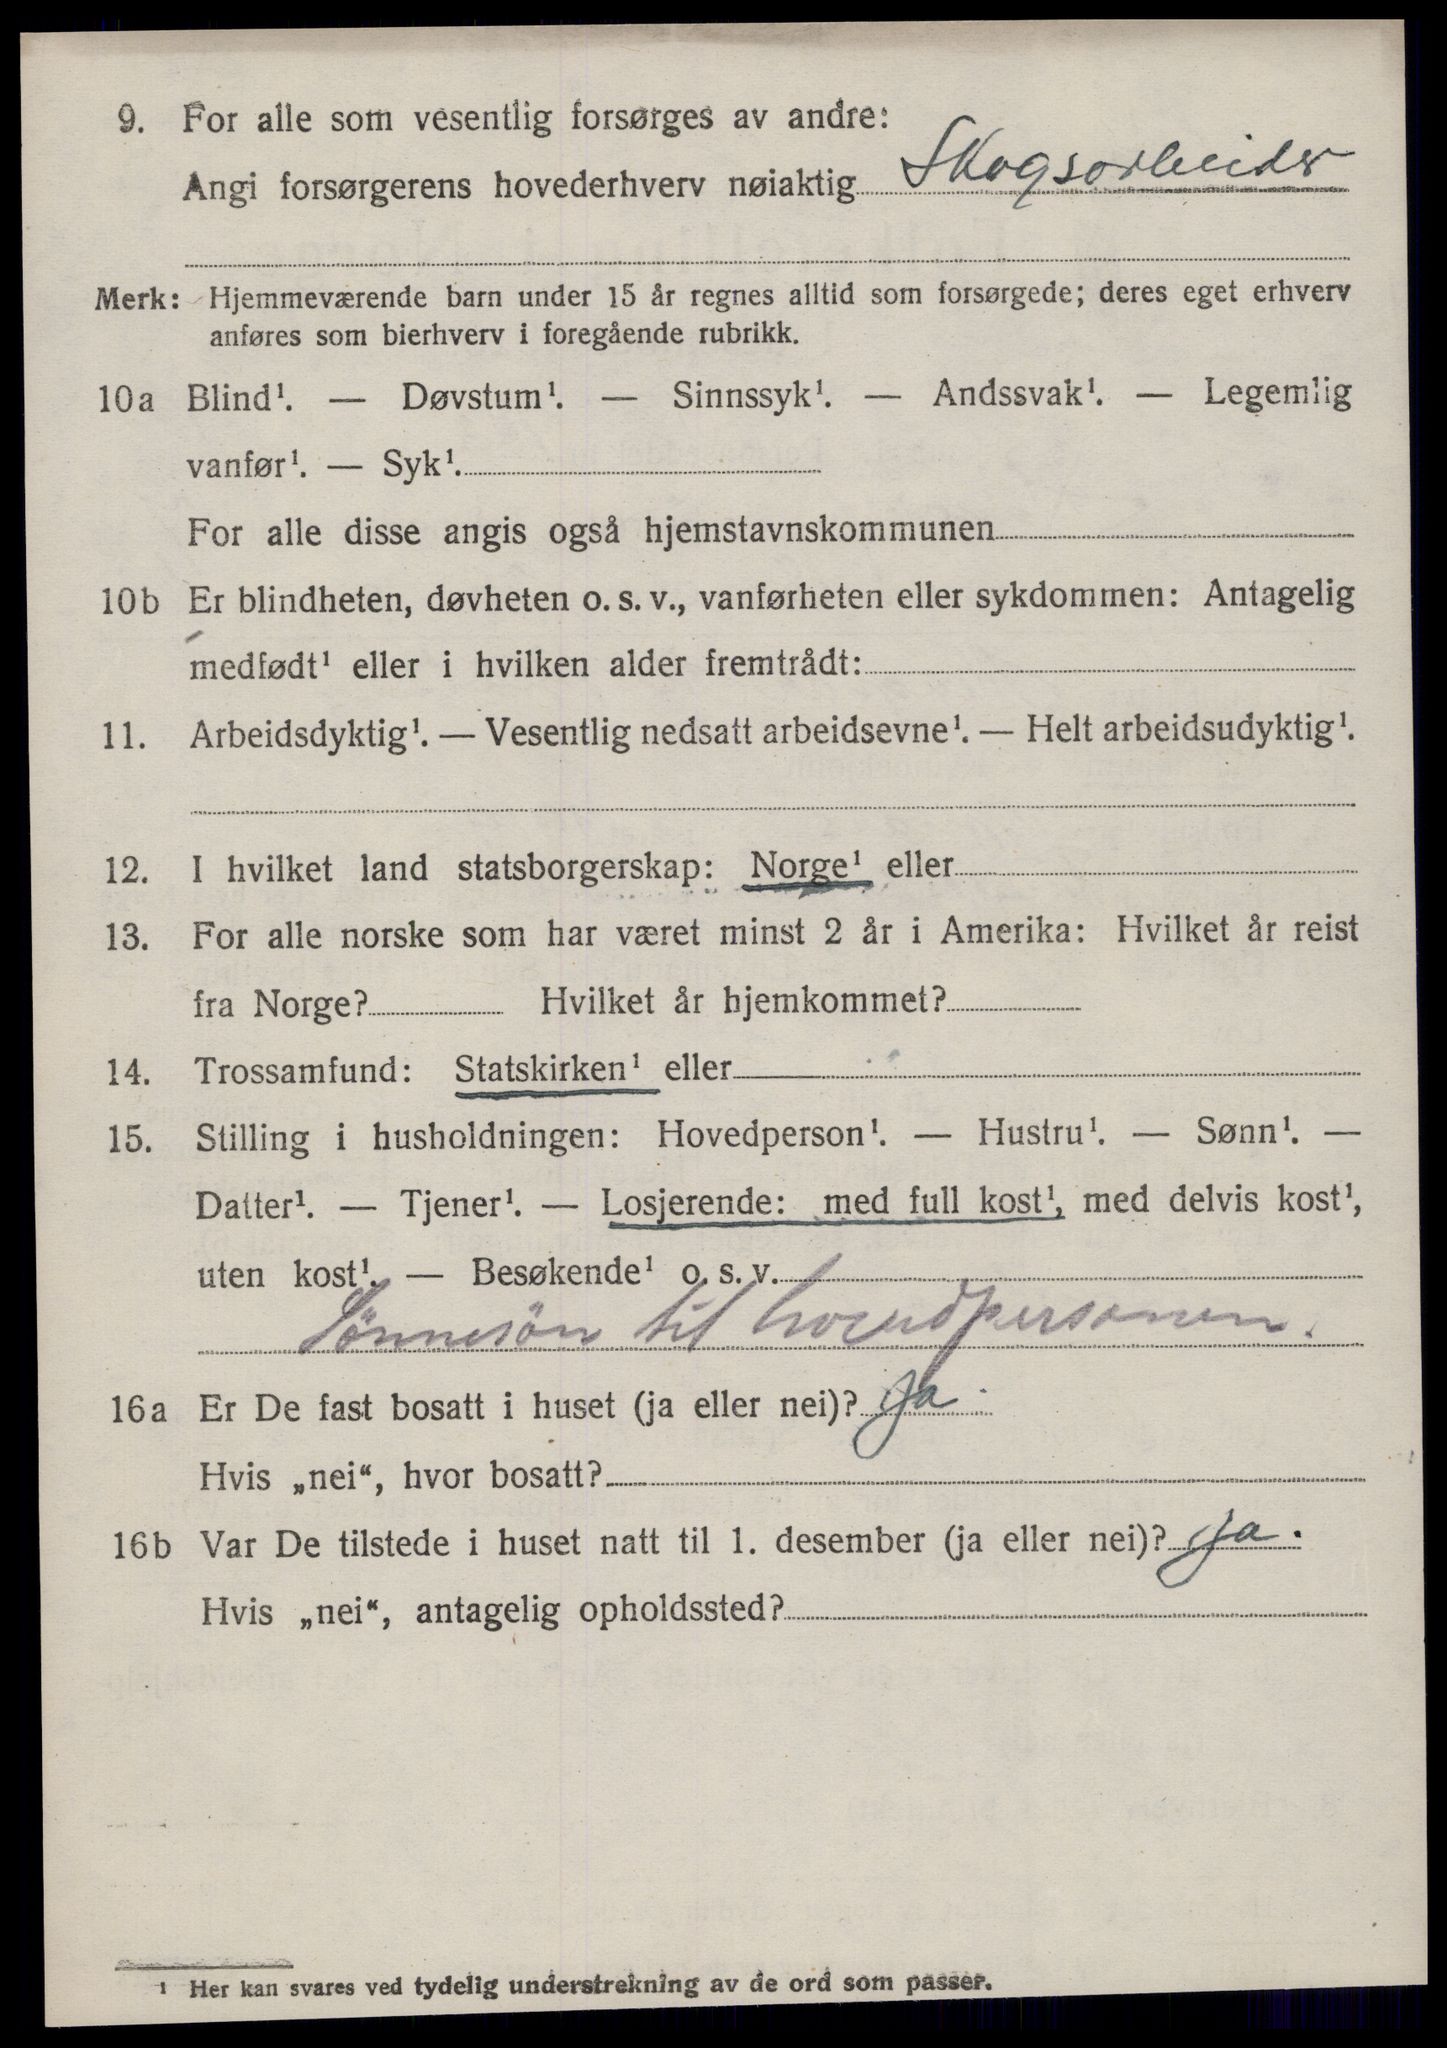 9. For alle som vesentlig forsørges av andre:
Angi forsørgerens hovederhverv nøiaktig Skogsarbeider
Merk: Hjemmeværende barn under 15 år regnes alltid som forsørgede; deres eget erhverv
anføres som bierhverv i foregående rubrikk.
10a Blind¹. — Døvstum¹. — Sinnssyk¹. — Andssvak¹. — Legemlig
vanfør¹. — Syk¹.
For alle disse angis også hjemstavnskommunen
10b Er blindheten, døvheten o. s. v., vanførheten eller sykdommen: Antagelig
medfødt¹ eller i hvilken alder fremtrådt:
11. Arbeidsdyktig¹. — Vesentlig nedsatt arbeidsevne¹. — Helt arbeidsudyktig¹.
12. I hvilket land statsborgerskap: Norge¹ eller
13. For alle norske som har været minst 2 år i Amerika: Hvilket år reist
fra Norge? Hvilket år hjemkommet?
14. Trossamfund: Statskirken¹ eller
15. Stilling i husholdningen: Hovedperson¹. — Hustru¹. — Sønn¹. —
Datter¹. — Tjener¹. — Losjerende: med full kost¹, med delvis kost¹,
uten kost¹. — Besøkende¹ o. s. v.
Sönnesön til hovedpersonen.
16a Er De fast bosatt i huset (ja eller nei)? ja.
Hvis „nei“, hvor bosatt?
16b Var De tilstede i huset natt til 1. desember (ja eller nei)? ja.
Hvis „nei“, antagelig opholdssted?
¹ Her kan svares ved tydelig understrekning av de ord som passer.